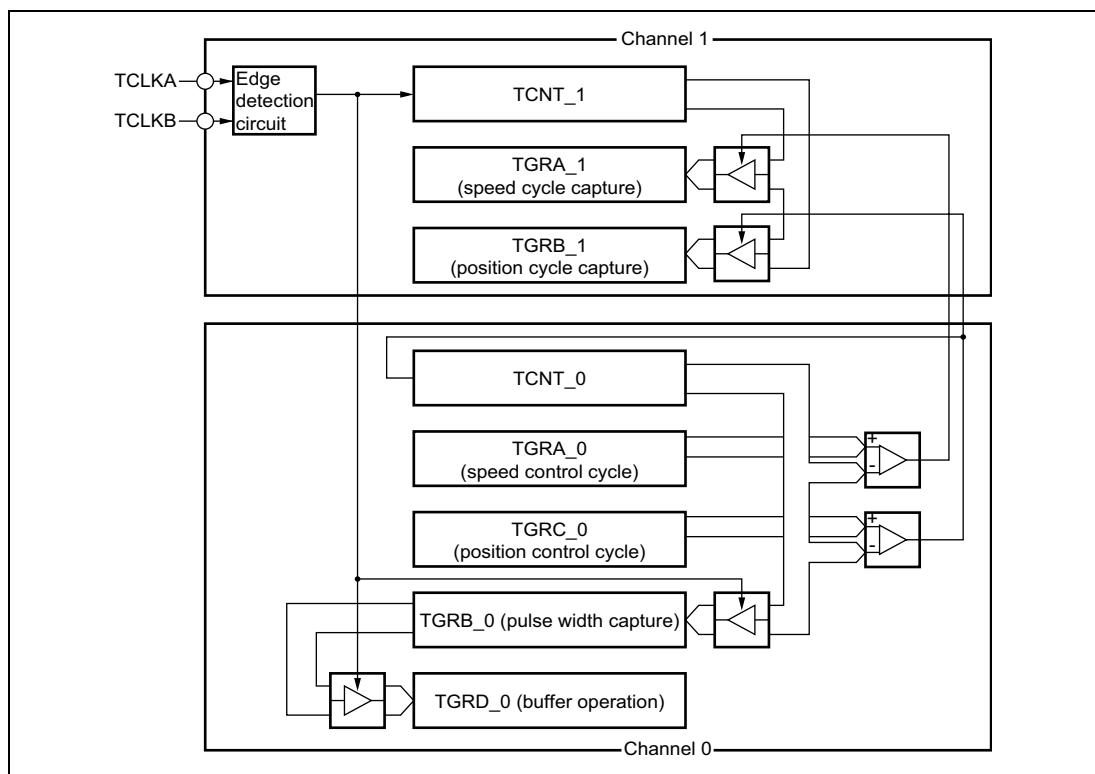 Channel 1
TCLKA
TCLKB
Edge
detection
circuit
TCNT_1
TGRA_1
(speed cycle capture)
TGRB_1
(position cycle capture)
TCNT_0
TGRA_0
(speed control cycle)
+
-
TGRC_0
(position control cycle)
+
-
TGRB_0 (pulse width capture)
TGRD_0 (buffer operation)
Channel 0